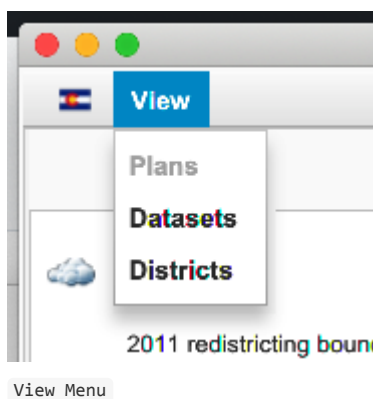 View
Plans
Datasets
Districts
2011 redistricting boun
View Menu